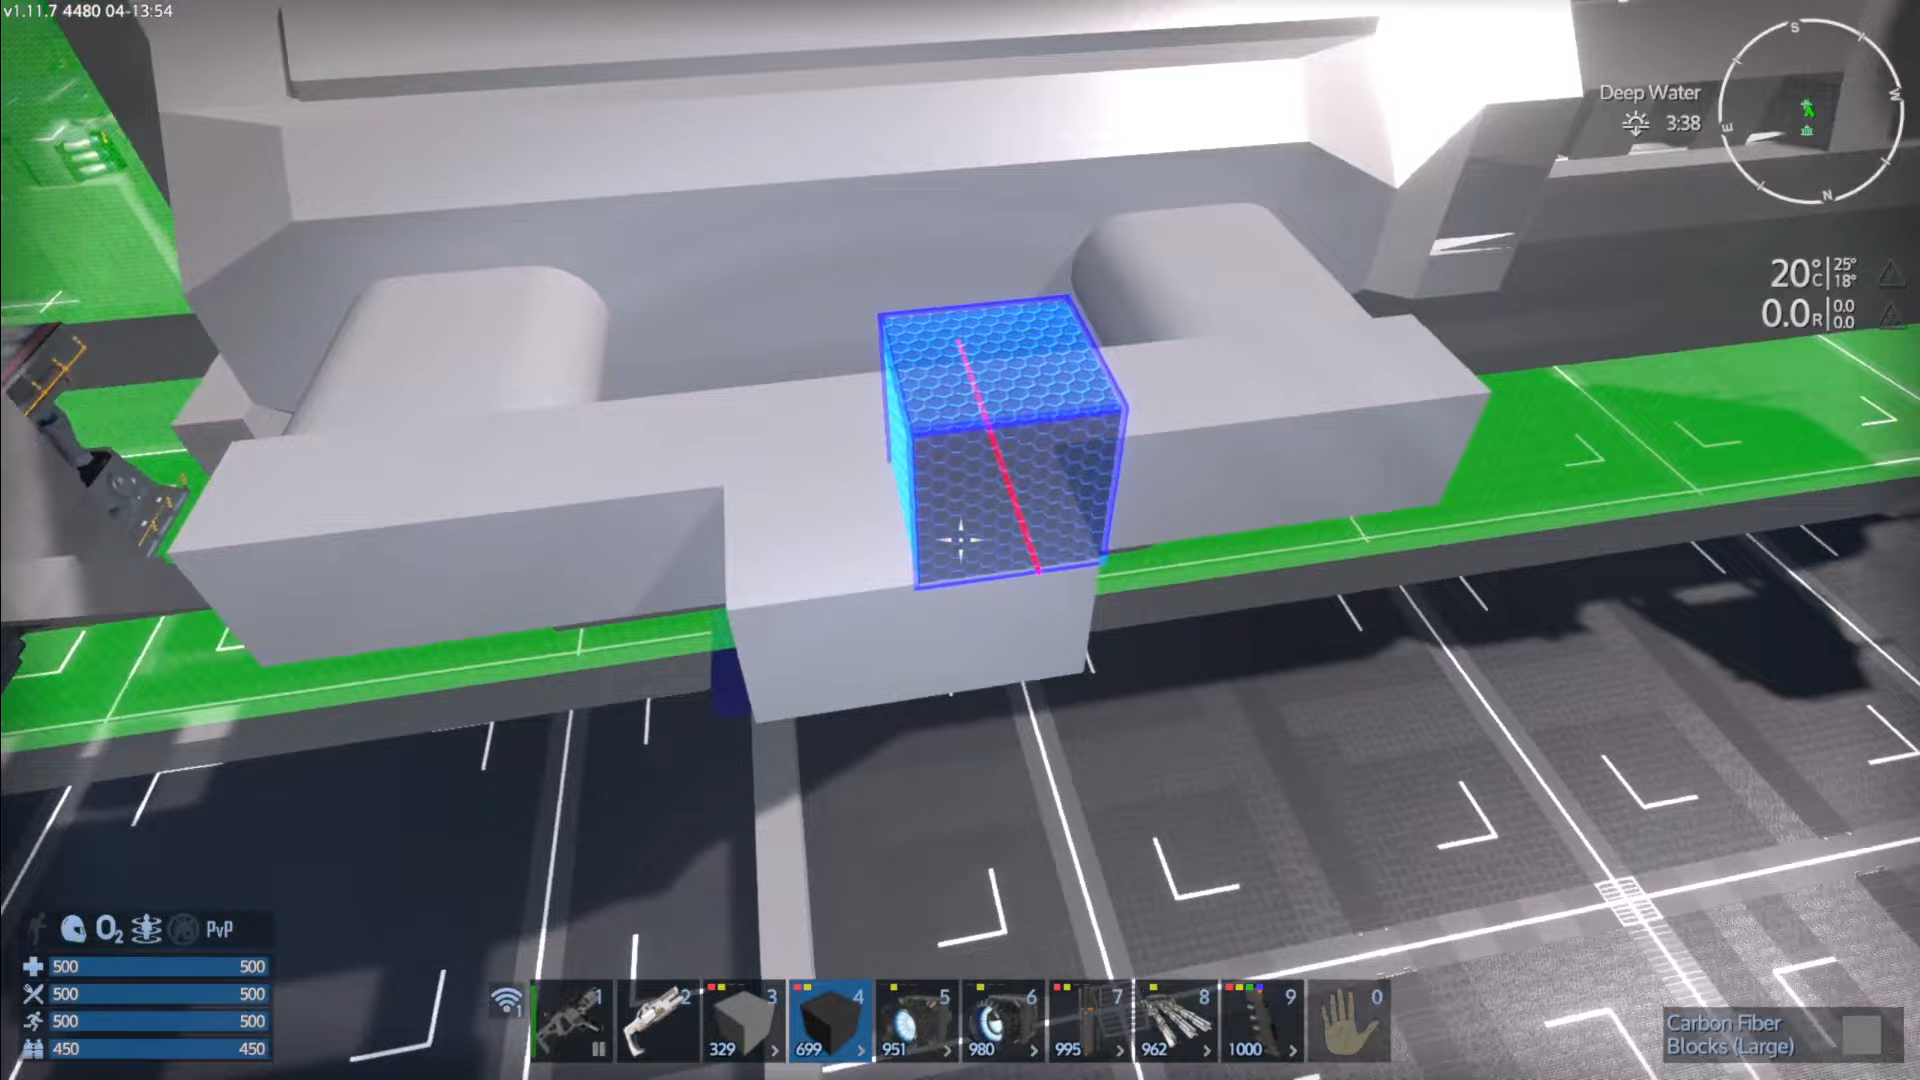 v1.11.7 4480 04-13:54
S
W
E
N
Deep Water
3:38
20°C 25° 18°
0.0R 0.0 0.0
O2 PvP
500 500
500 500
500 500
450 450
1
1 2 3 4 5 6 7 8 9 0
329 699 951 980 995 962 1000
Carbon Fiber
Blocks (Large)